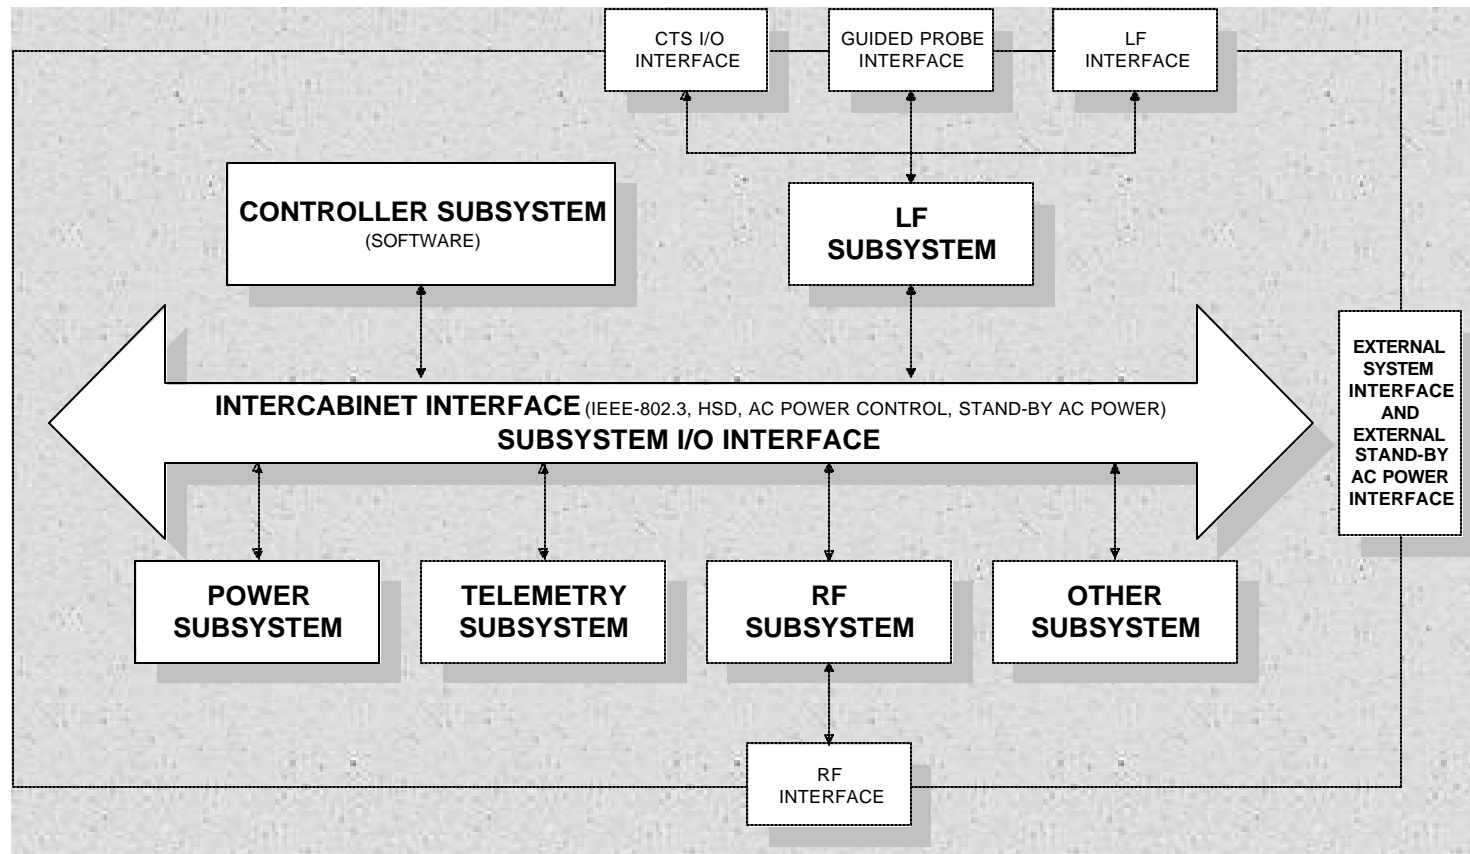 CTS I/O
INTERFACE
GUIDED PROBE
INTERFACE
LF
INTERFACE
CONTROLLER SUBSYSTEM
(SOFTWARE)
LF
SUBSYSTEM
EXTERNAL
SYSTEM
INTERFACE
AND
EXTERNAL
STAND-BY
AC POWER
INTERFACE
INTERCABINET INTERFACE (IEEE-802.3, HSD, AC POWER CONTROL, STAND-BY AC POWER)
SUBSYSTEM I/O INTERFACE
POWER
SUBSYSTEM
TELEMETRY
SUBSYSTEM
RF
SUBSYSTEM
OTHER
SUBSYSTEM
RF
INTERFACE